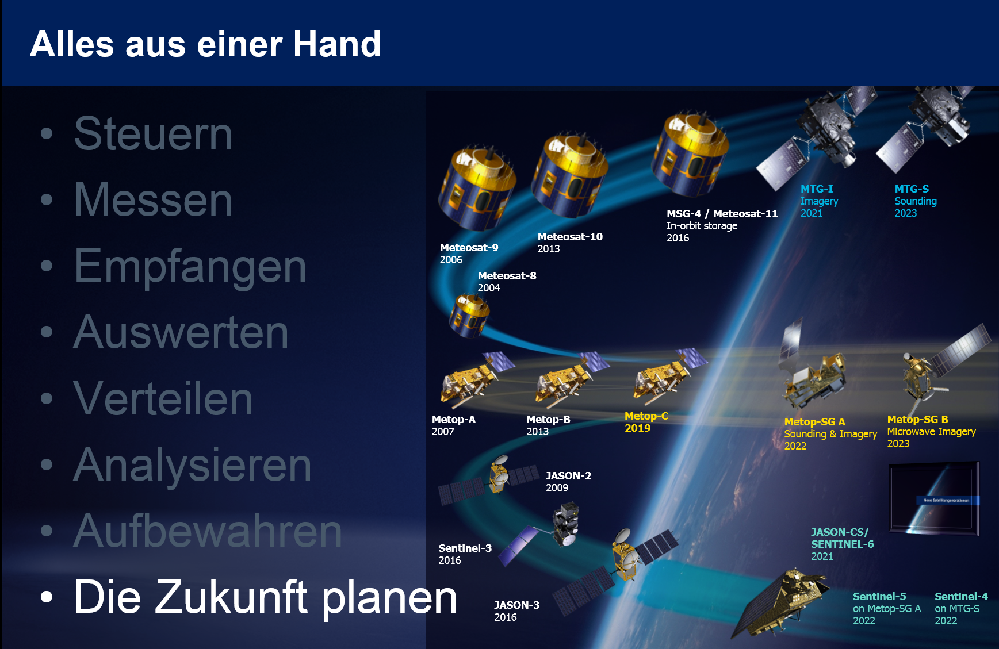 Alles aus einer Hand
• Steuern
• Messen
• Empfangen
• Auswerten
• Verteilen
• Analysieren
• Aufbewahren
• Die Zukunft planen
MTG-I
Imagery
2021
MTG-S
Sounding
2023
MSG-4 / Meteosat-11
In-orbit storage
2016
Meteosat-10
2013
Meteosat-9
2006
Meteosat-8
2004
Metop-A
2007
Metop-B
2013
Metop-C
2019
Metop-SG A
Sounding & Imagery
2022
Metop-SG B
Microwave Imagery
2023
JASON-2
2009
Neue Satellitengenerationen
Sentinel-3
2016
JASON-CS/
SENTINEL-6
2021
JASON-3
2016
Sentinel-5
on Metop-SG A
2022
Sentinel-4
on MTG-S
2022